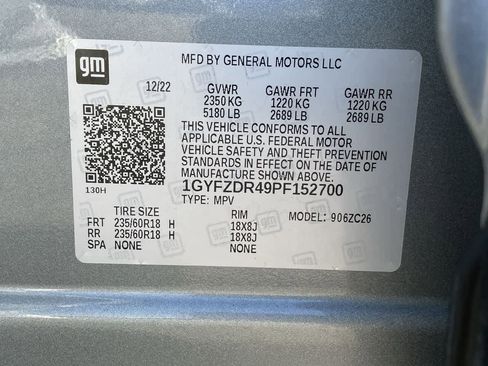 gm
MFD BY GENERAL MOTORS LLC
12/22 GVWR GAWR FRT GAWR RR
2350 KG 1220 KG 1220 KG
5180 LB 2689 LB 2689 LB
THIS VEHICLE CONFORMS TO ALL
APPLICABLE U.S. FEDERAL MOTOR
VEHICLE SAFETY AND THEFT PREVENTION
STANDARDS IN EFFECT ON THE DATE OF
MANUFACTURE SHOWN ABOVE.
1GYFZDR49PF152700
130H TYPE: MPV MODEL: 906ZC26
TIRE SIZE RIM
FRT 235/60R18 H 18X8J
RR 235/60R18 H 18X8J
SPA NONE NONE